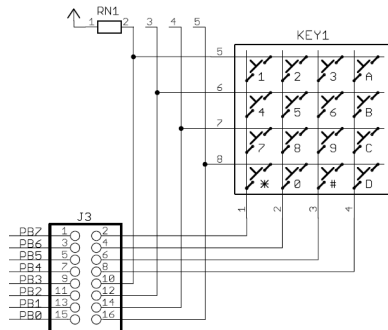 RN1
1 2 3 4 5
KEY1
5 1 2 3 A
6 4 5 6 B
7 7 8 9 C
8 * 0 # D
1 2 3 4
J3
PB7 1 2
PB6 3 4
PB5 5 6
PB4 7 8
PB3 9 10
PB2 11 12
PB1 13 14
PB0 15 16